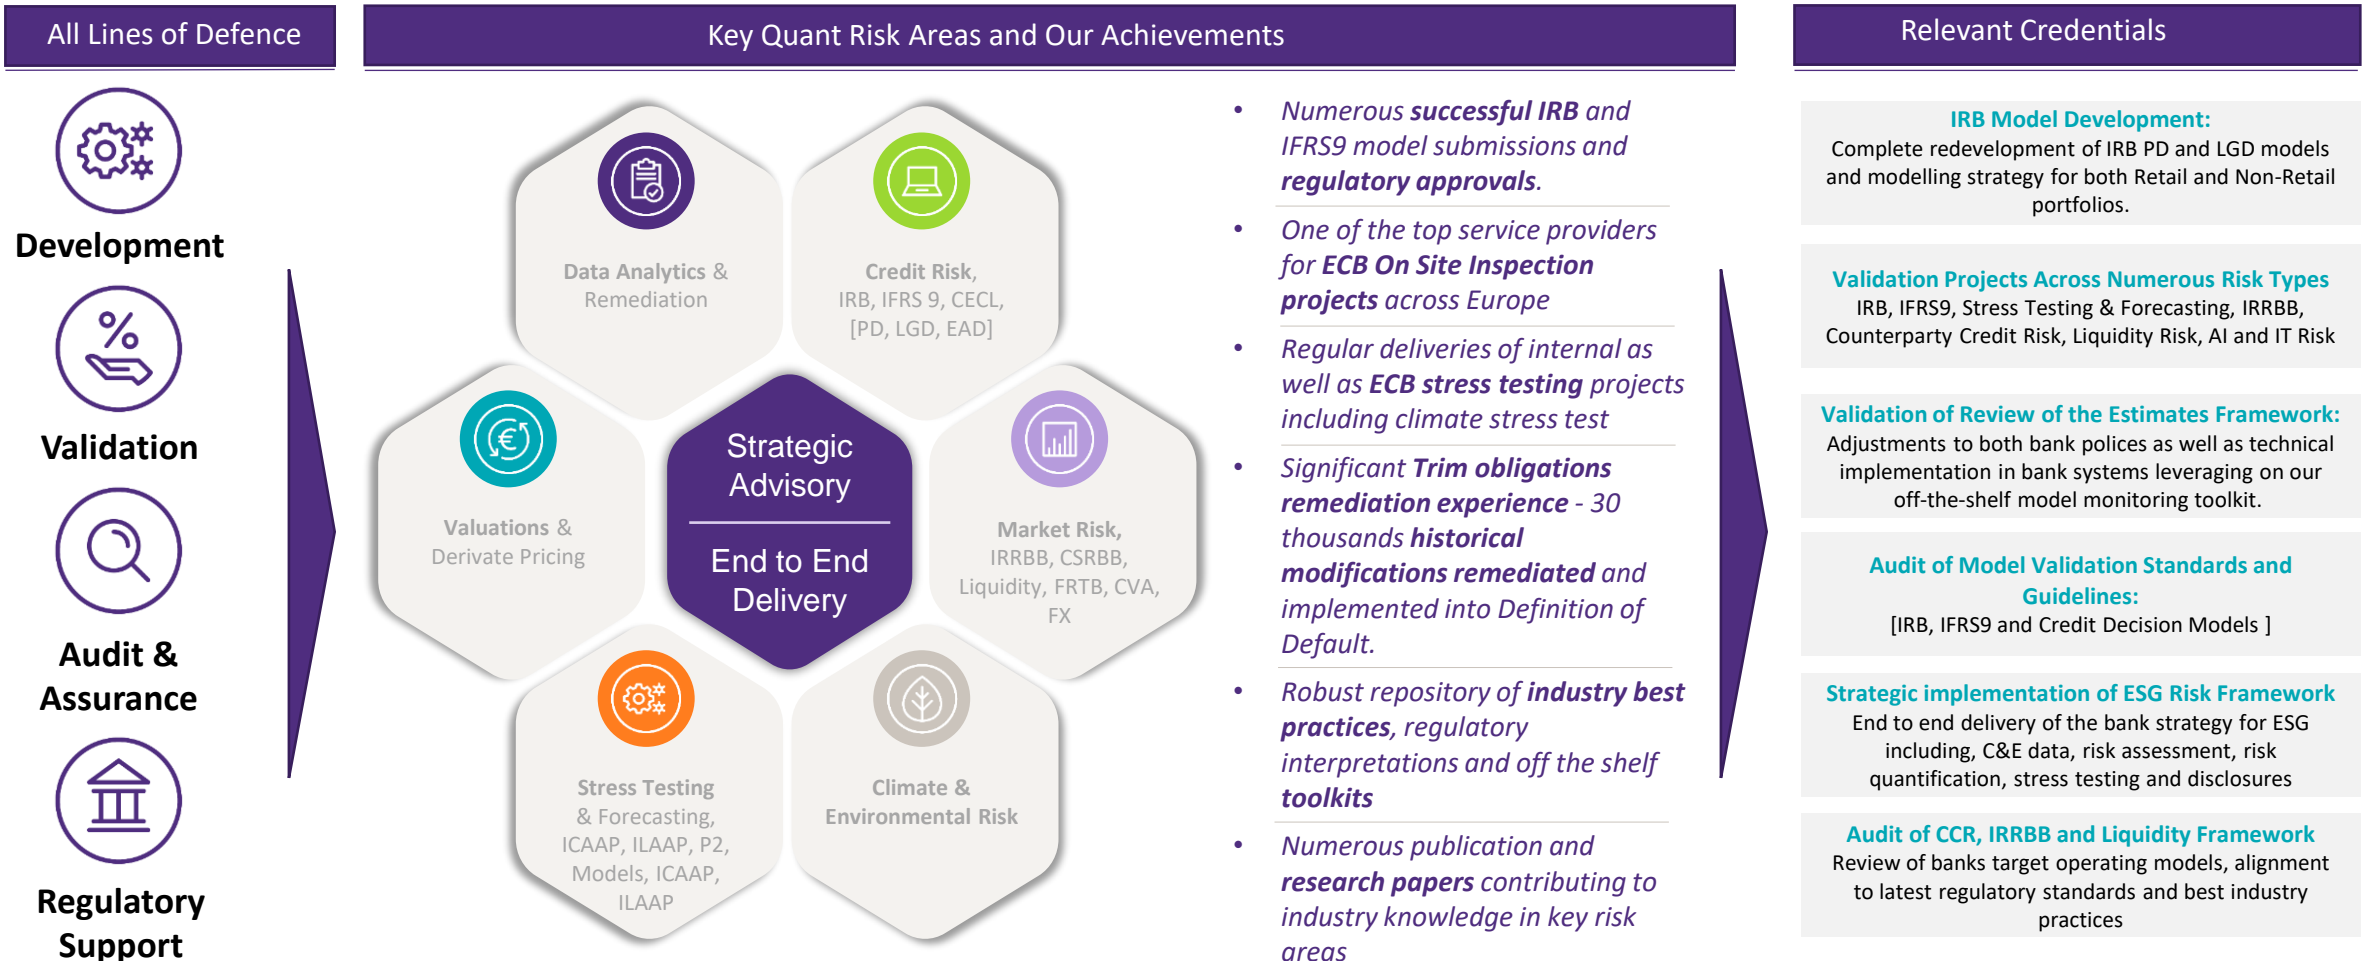 All Lines of Defence
Development
Validation
Audit &
Assurance
Regulatory
Support
Key Quant Risk Areas and Our Achievements
Data Analytics &
Remediation
Credit Risk,
IRB, IFRS 9, CECL,
[PD, LGD, EAD]
Valuations &
Derivate Pricing
Strategic
Advisory
End to End
Delivery
Market Risk,
IRRBB, CSRBB,
Liquidity, FRTB, CVA,
FX
Stress Testing
& Forecasting,
ICAAP, ILAAP, P2,
Models, ICAAP,
ILAAP
Climate &
Environmental Risk
• Numerous successful IRB and
IFRS9 model submissions and
regulatory approvals.
• One of the top service providers
for ECB On Site Inspection
projects across Europe
• Regular deliveries of internal as
well as ECB stress testing projects
including climate stress test
• Significant Trim obligations
remediation experience - 30
thousands historical
modifications remediated and
implemented into Definition of
Default.
• Robust repository of industry best
practices, regulatory
interpretations and off the shelf
toolkits
• Numerous publication and
research papers contributing to
industry knowledge in key risk
areas
Relevant Credentials
IRB Model Development:
Complete redevelopment of IRB PD and LGD models
and modelling strategy for both Retail and Non-Retail
portfolios.
Validation Projects Across Numerous Risk Types
IRB, IFRS9, Stress Testing & Forecasting, IRRBB,
Counterparty Credit Risk, Liquidity Risk, AI and IT Risk
Validation of Review of the Estimates Framework:
Adjustments to both bank polices as well as technical
implementation in bank systems leveraging on our
off-the-shelf model monitoring toolkit.
Audit of Model Validation Standards and
Guidelines:
[IRB, IFRS9 and Credit Decision Models ]
Strategic implementation of ESG Risk Framework
End to end delivery of the bank strategy for ESG
including, C&E data, risk assessment, risk
quantification, stress testing and disclosures
Audit of CCR, IRRBB and Liquidity Framework
Review of banks target operating models, alignment
to latest regulatory standards and best industry
practices